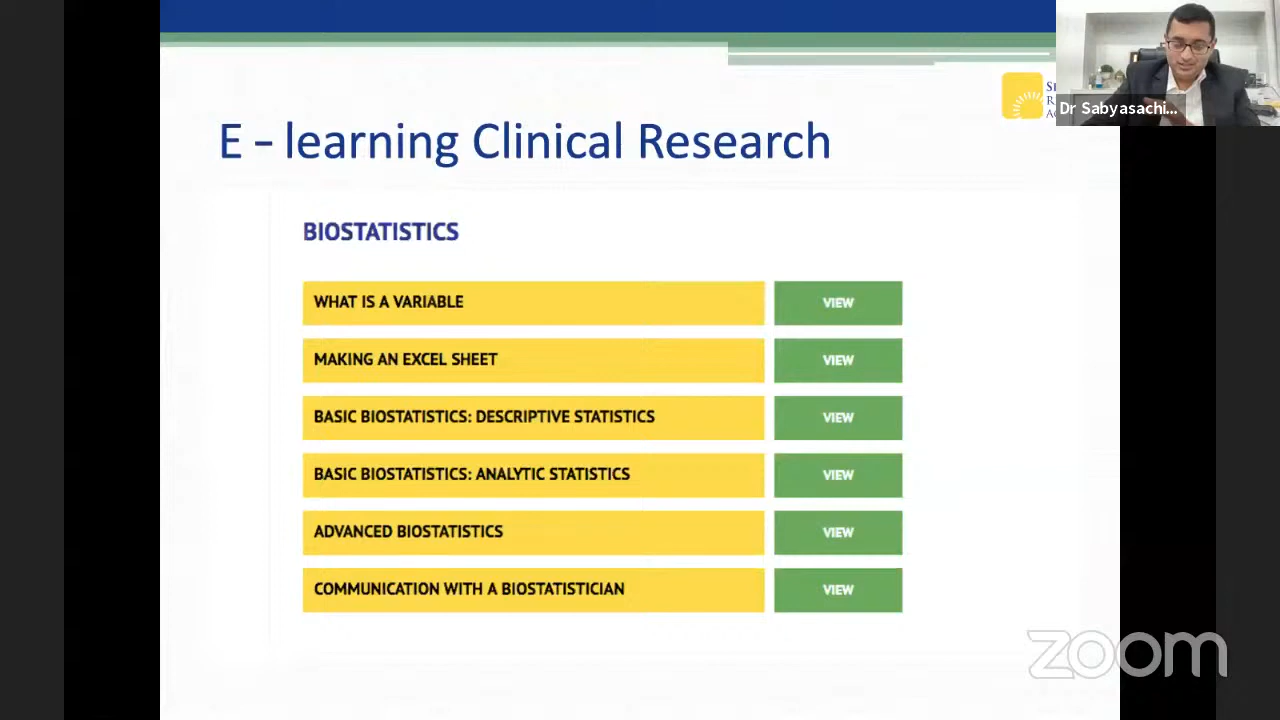 Dr Sabyasachi...
E – learning Clinical Research
BIOSTATISTICS
WHAT IS A VARIABLE VIEW
MAKING AN EXCEL SHEET VIEW
BASIC BIOSTATISTICS: DESCRIPTIVE STATISTICS VIEW
BASIC BIOSTATISTICS: ANALYTIC STATISTICS VIEW
ADVANCED BIOSTATISTICS VIEW
COMMUNICATION WITH A BIOSTATISTICIAN VIEW
zoom